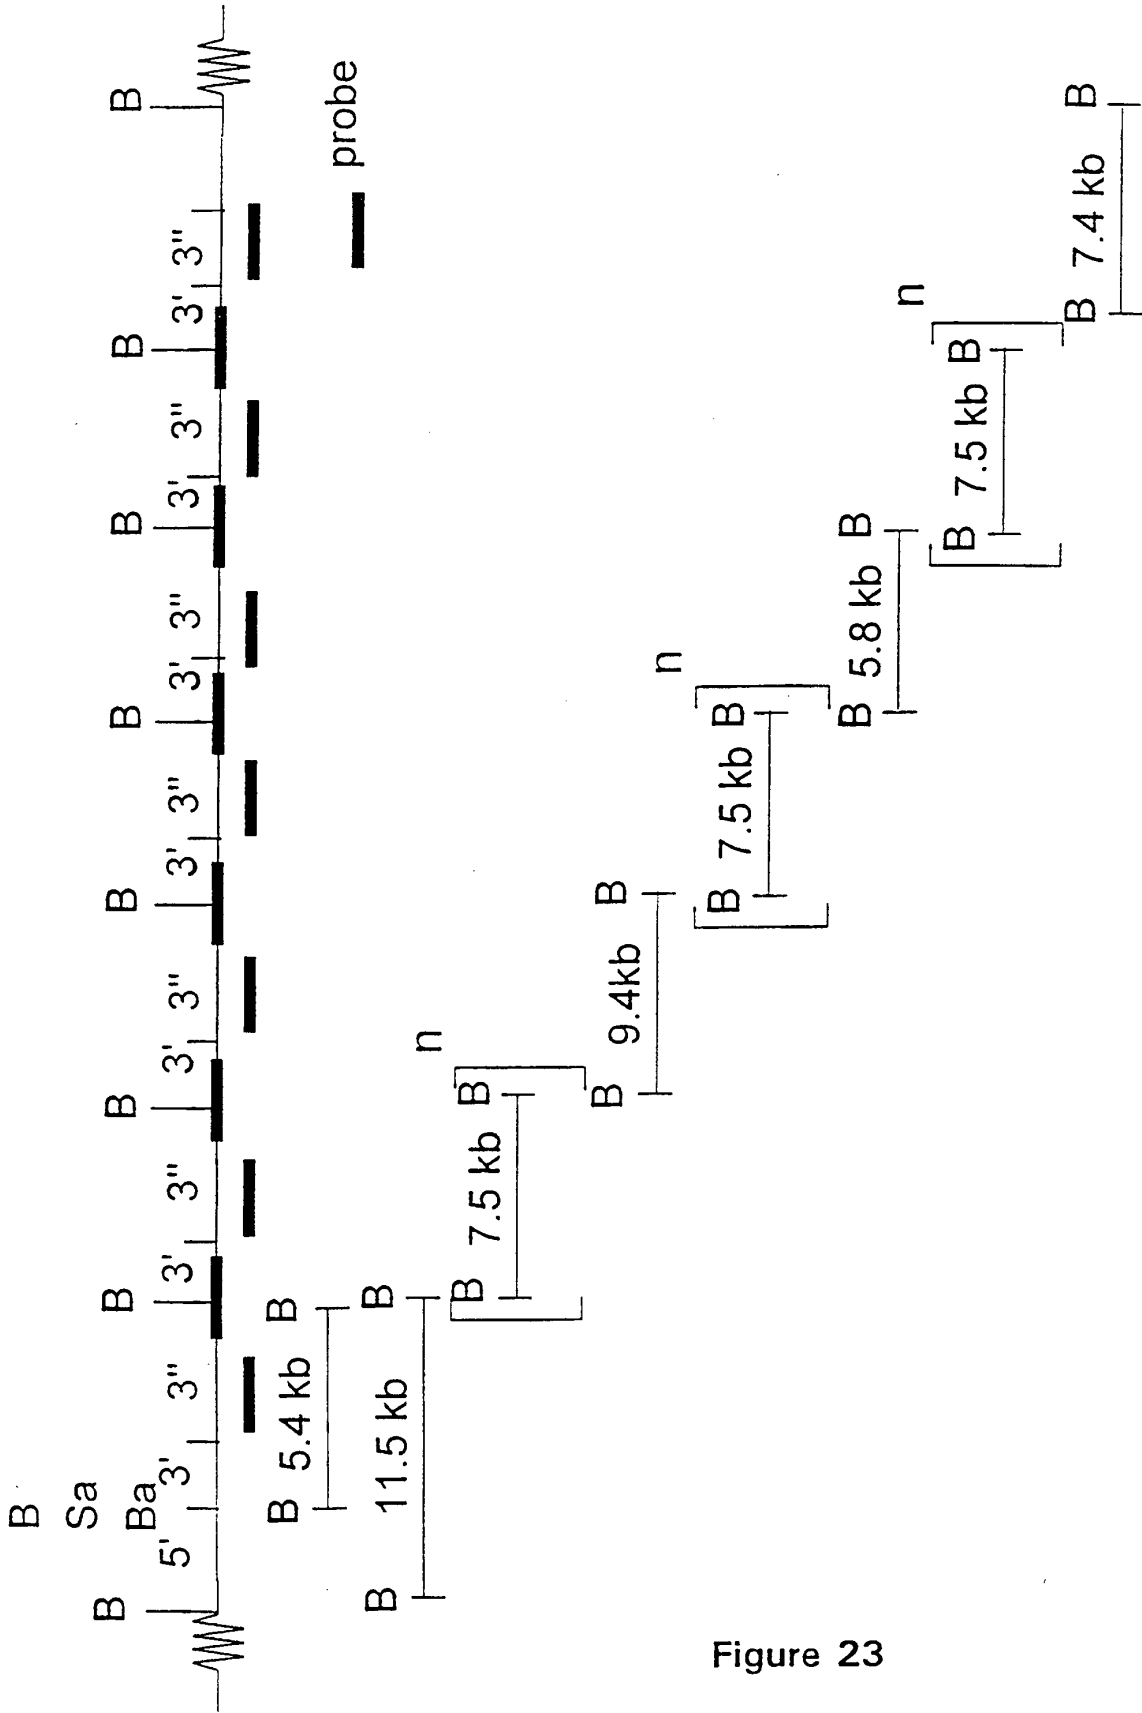 B
Sa
B Ba B B B B B B B
5' 3' 3" 3' 3" 3' 3" 3' 3" 3' 3" 3' 3" 3' 3"
B 5.4 kb B
probe
B 11.5 kb B
n
B 7.5 kb B
B 9.4kb B
n
B 7.5 kb B
B 5.8 kb B
n
B 7.5 kb B
B 7.4 kb B
Figure 23